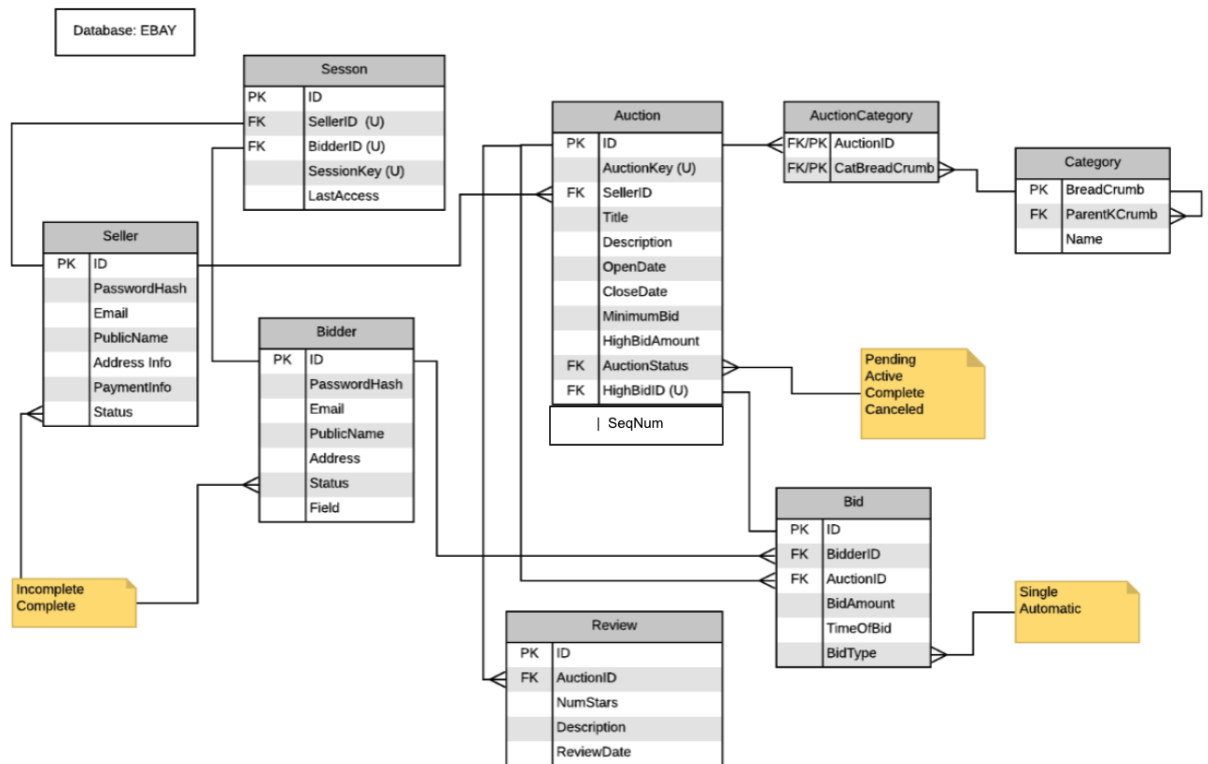 Database: EBAY
Sesson
PK ID
FK SellerID (U)
FK BidderID (U)
SessionKey (U)
LastAccess
Seller
PK ID
PasswordHash
Email
PublicName
Address Info
PaymentInfo
Status
Bidder
PK ID
PasswordHash
Email
PublicName
Address
Status
Field
Incomplete
Complete
Auction
PK ID
AuctionKey (U)
FK SellerID
Title
Description
OpenDate
CloseDate
MinimumBid
HighBidAmount
FK AuctionStatus
FK HighBidID (U)
| SeqNum
AuctionCategory
FK/PK AuctionID
FK/PK CatBreadCrumb
Category
PK BreadCrumb
FK ParentKCrumb
Name
Pending
Active
Complete
Canceled
Bid
PK ID
FK BidderID
FK AuctionID
BidAmount
TimeOfBid
BidType
Single
Automatic
Review
PK ID
FK AuctionID
NumStars
Description
ReviewDate